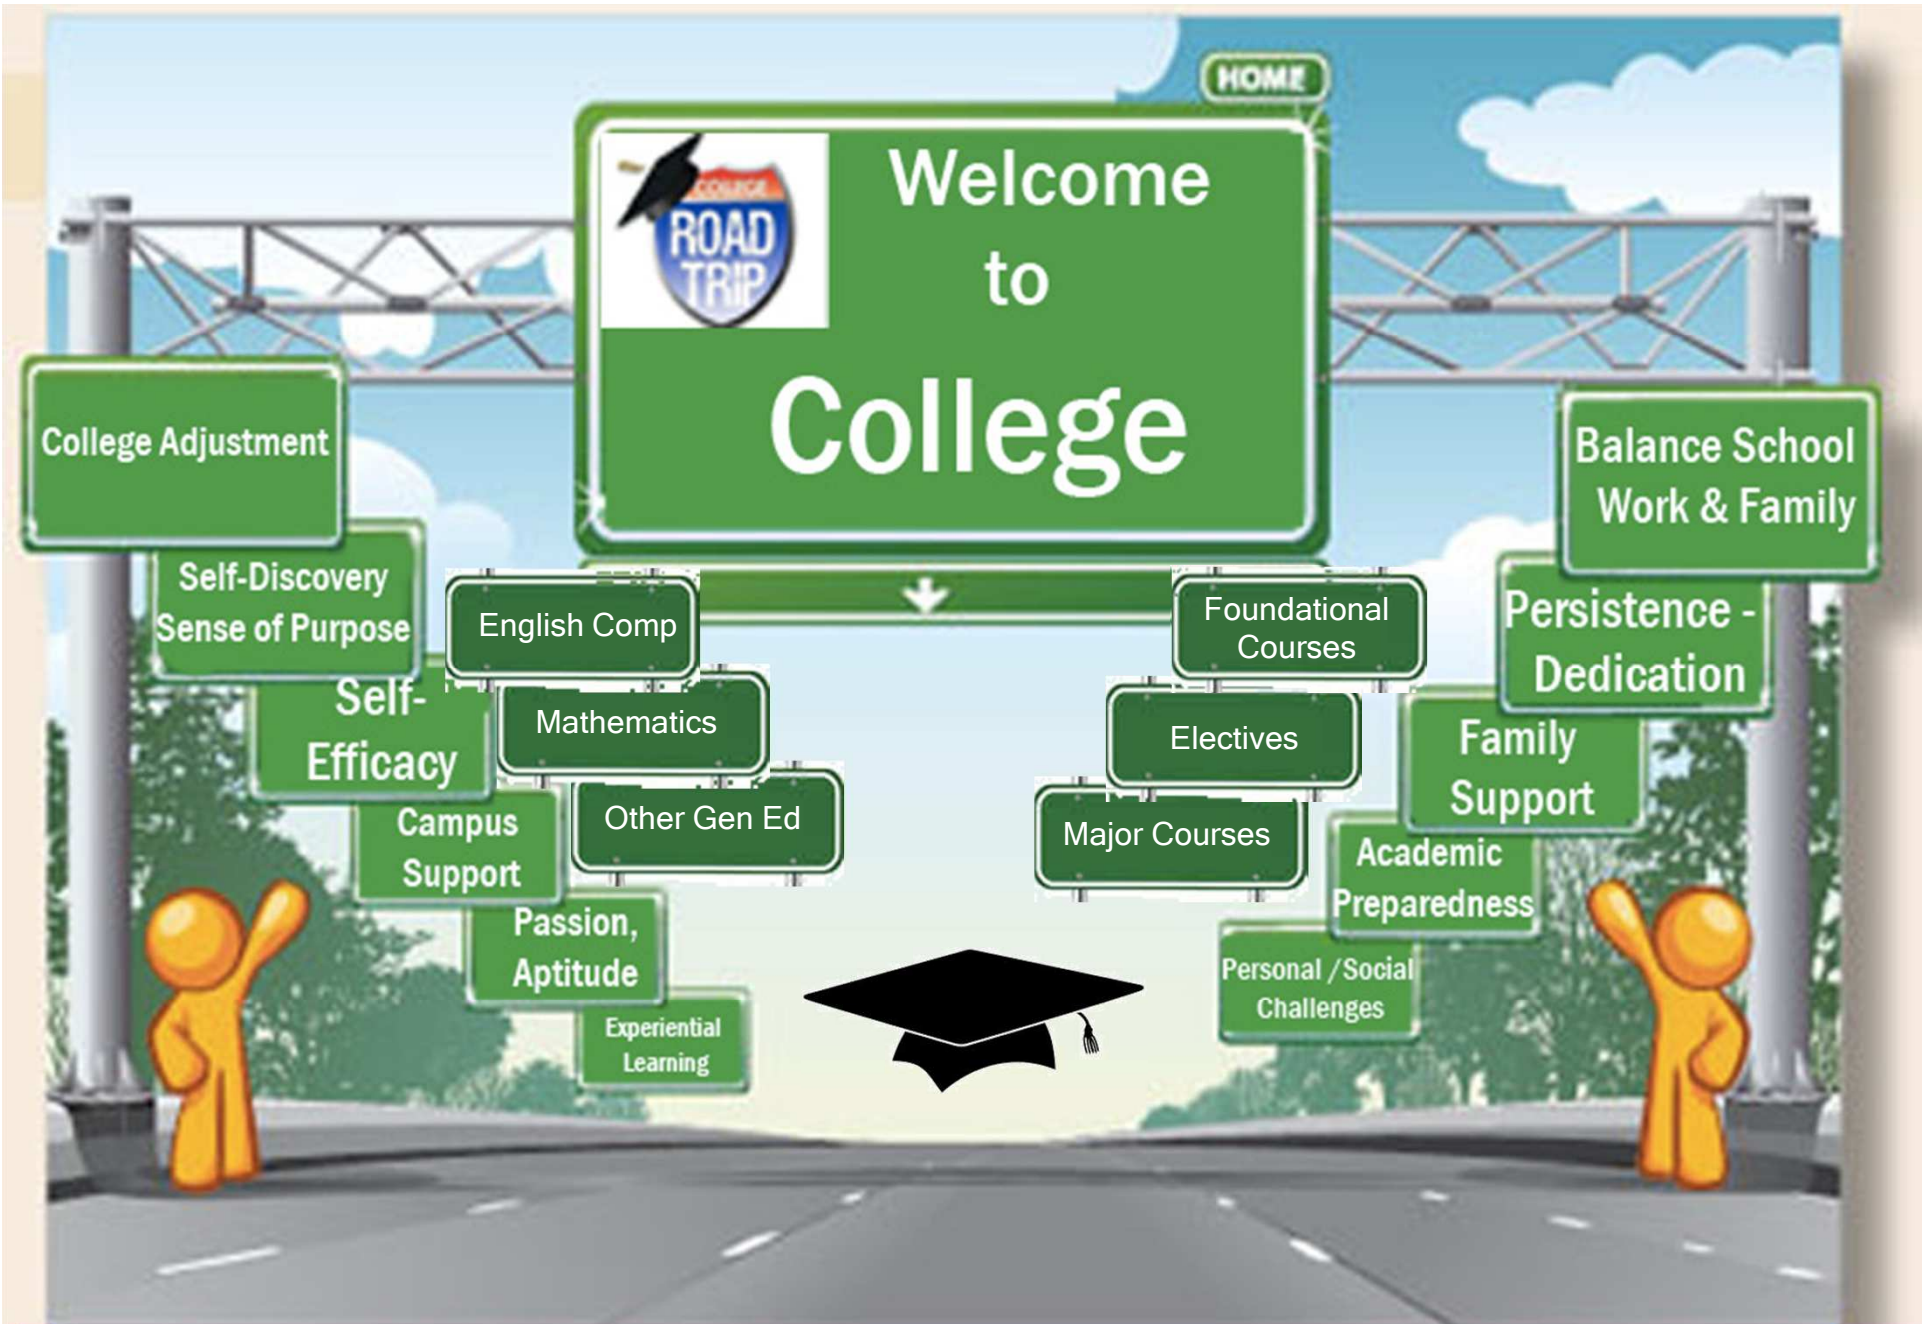 HOME
COLLEGE
ROAD
TRIP
Welcome
to
College
College Adjustment
Self-Discovery
Sense of Purpose
Self-
Efficacy
Campus
Support
Passion,
Aptitude
Experiential
Learning
English Comp
Mathematics
Other Gen Ed
Foundational
Courses
Electives
Major Courses
Balance School
Work & Family
Persistence -
Dedication
Family
Support
Academic
Preparedness
Personal / Social
Challenges